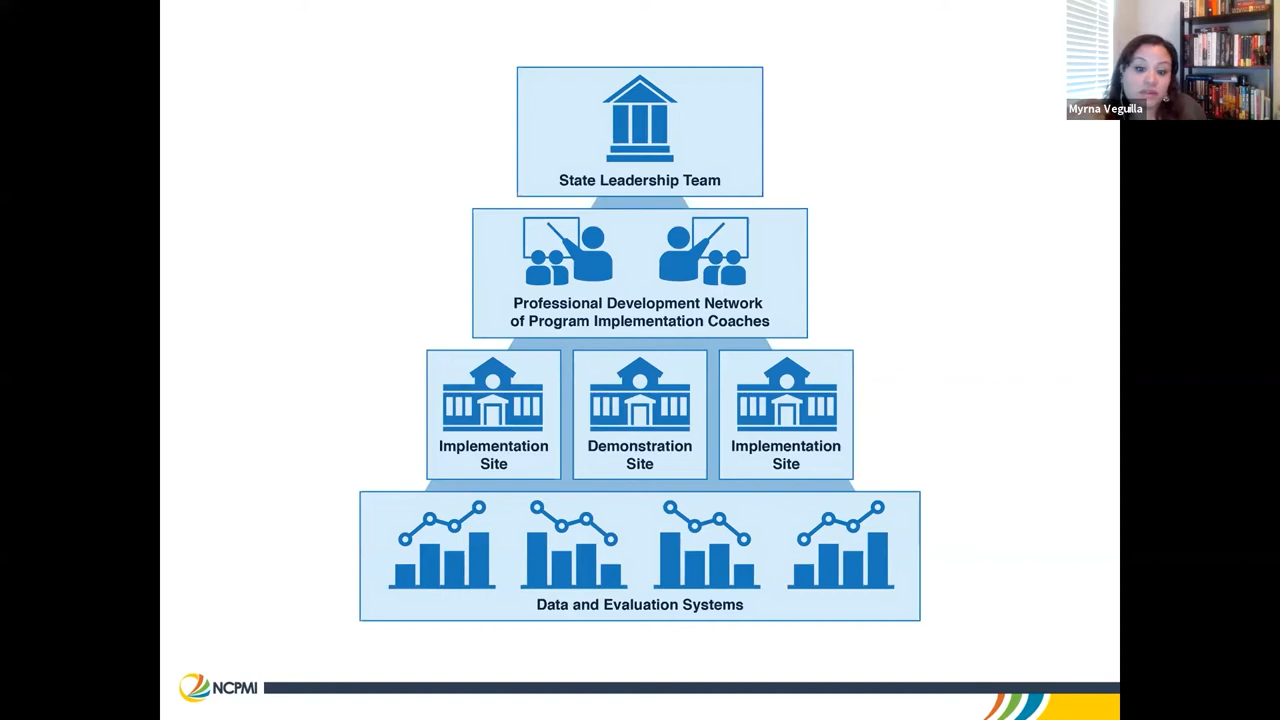 Myrna Veguilla
State Leadership Team
Professional Development Network
of Program Implementation Coaches
Implementation
Site
Demonstration
Site
Implementation
Site
Data and Evaluation Systems
NCPMI